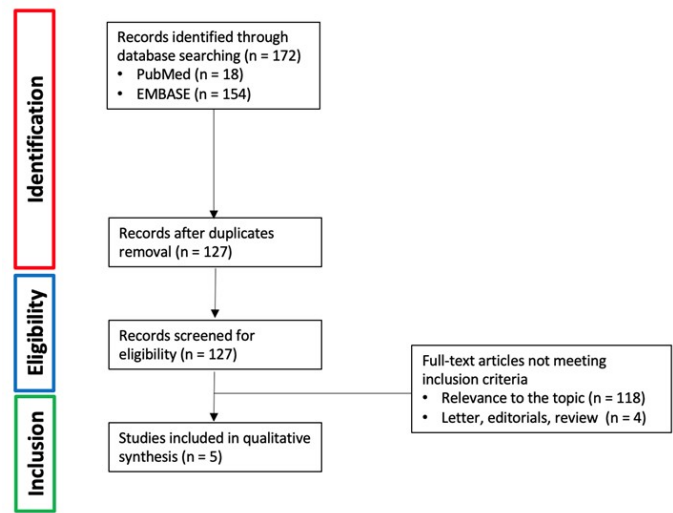 Identification
Records identified through
database searching (n = 172)
• PubMed (n = 18)
• EMBASE (n = 154)
Records after duplicates
removal (n = 127)
Eligibility
Records screened for
eligibility (n = 127)
Full-text articles not meeting
inclusion criteria
• Relevance to the topic (n = 118)
• Letter, editorials, review (n = 4)
Inclusion
Studies included in qualitative
synthesis (n = 5)